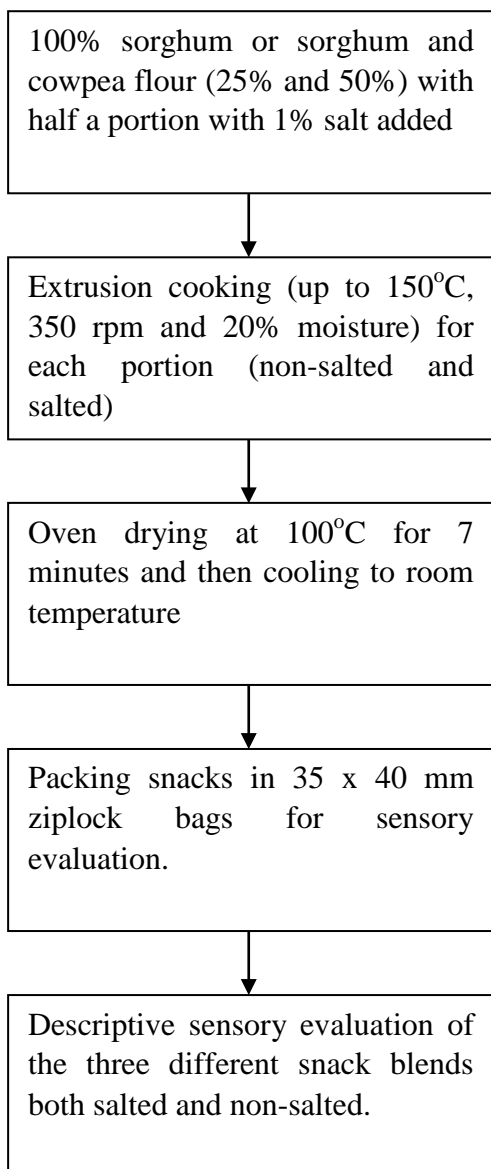 100% sorghum or sorghum and
cowpea flour (25% and 50%) with
half a portion with 1% salt added
Extrusion cooking (up to 150°C,
350 rpm and 20% moisture) for
each portion (non-salted and
salted)
Oven drying at 100°C for 7
minutes and then cooling to room
temperature
Packing snacks in 35 x 40 mm
ziplock bags for sensory
evaluation.
Descriptive sensory evaluation of
the three different snack blends
both salted and non-salted.